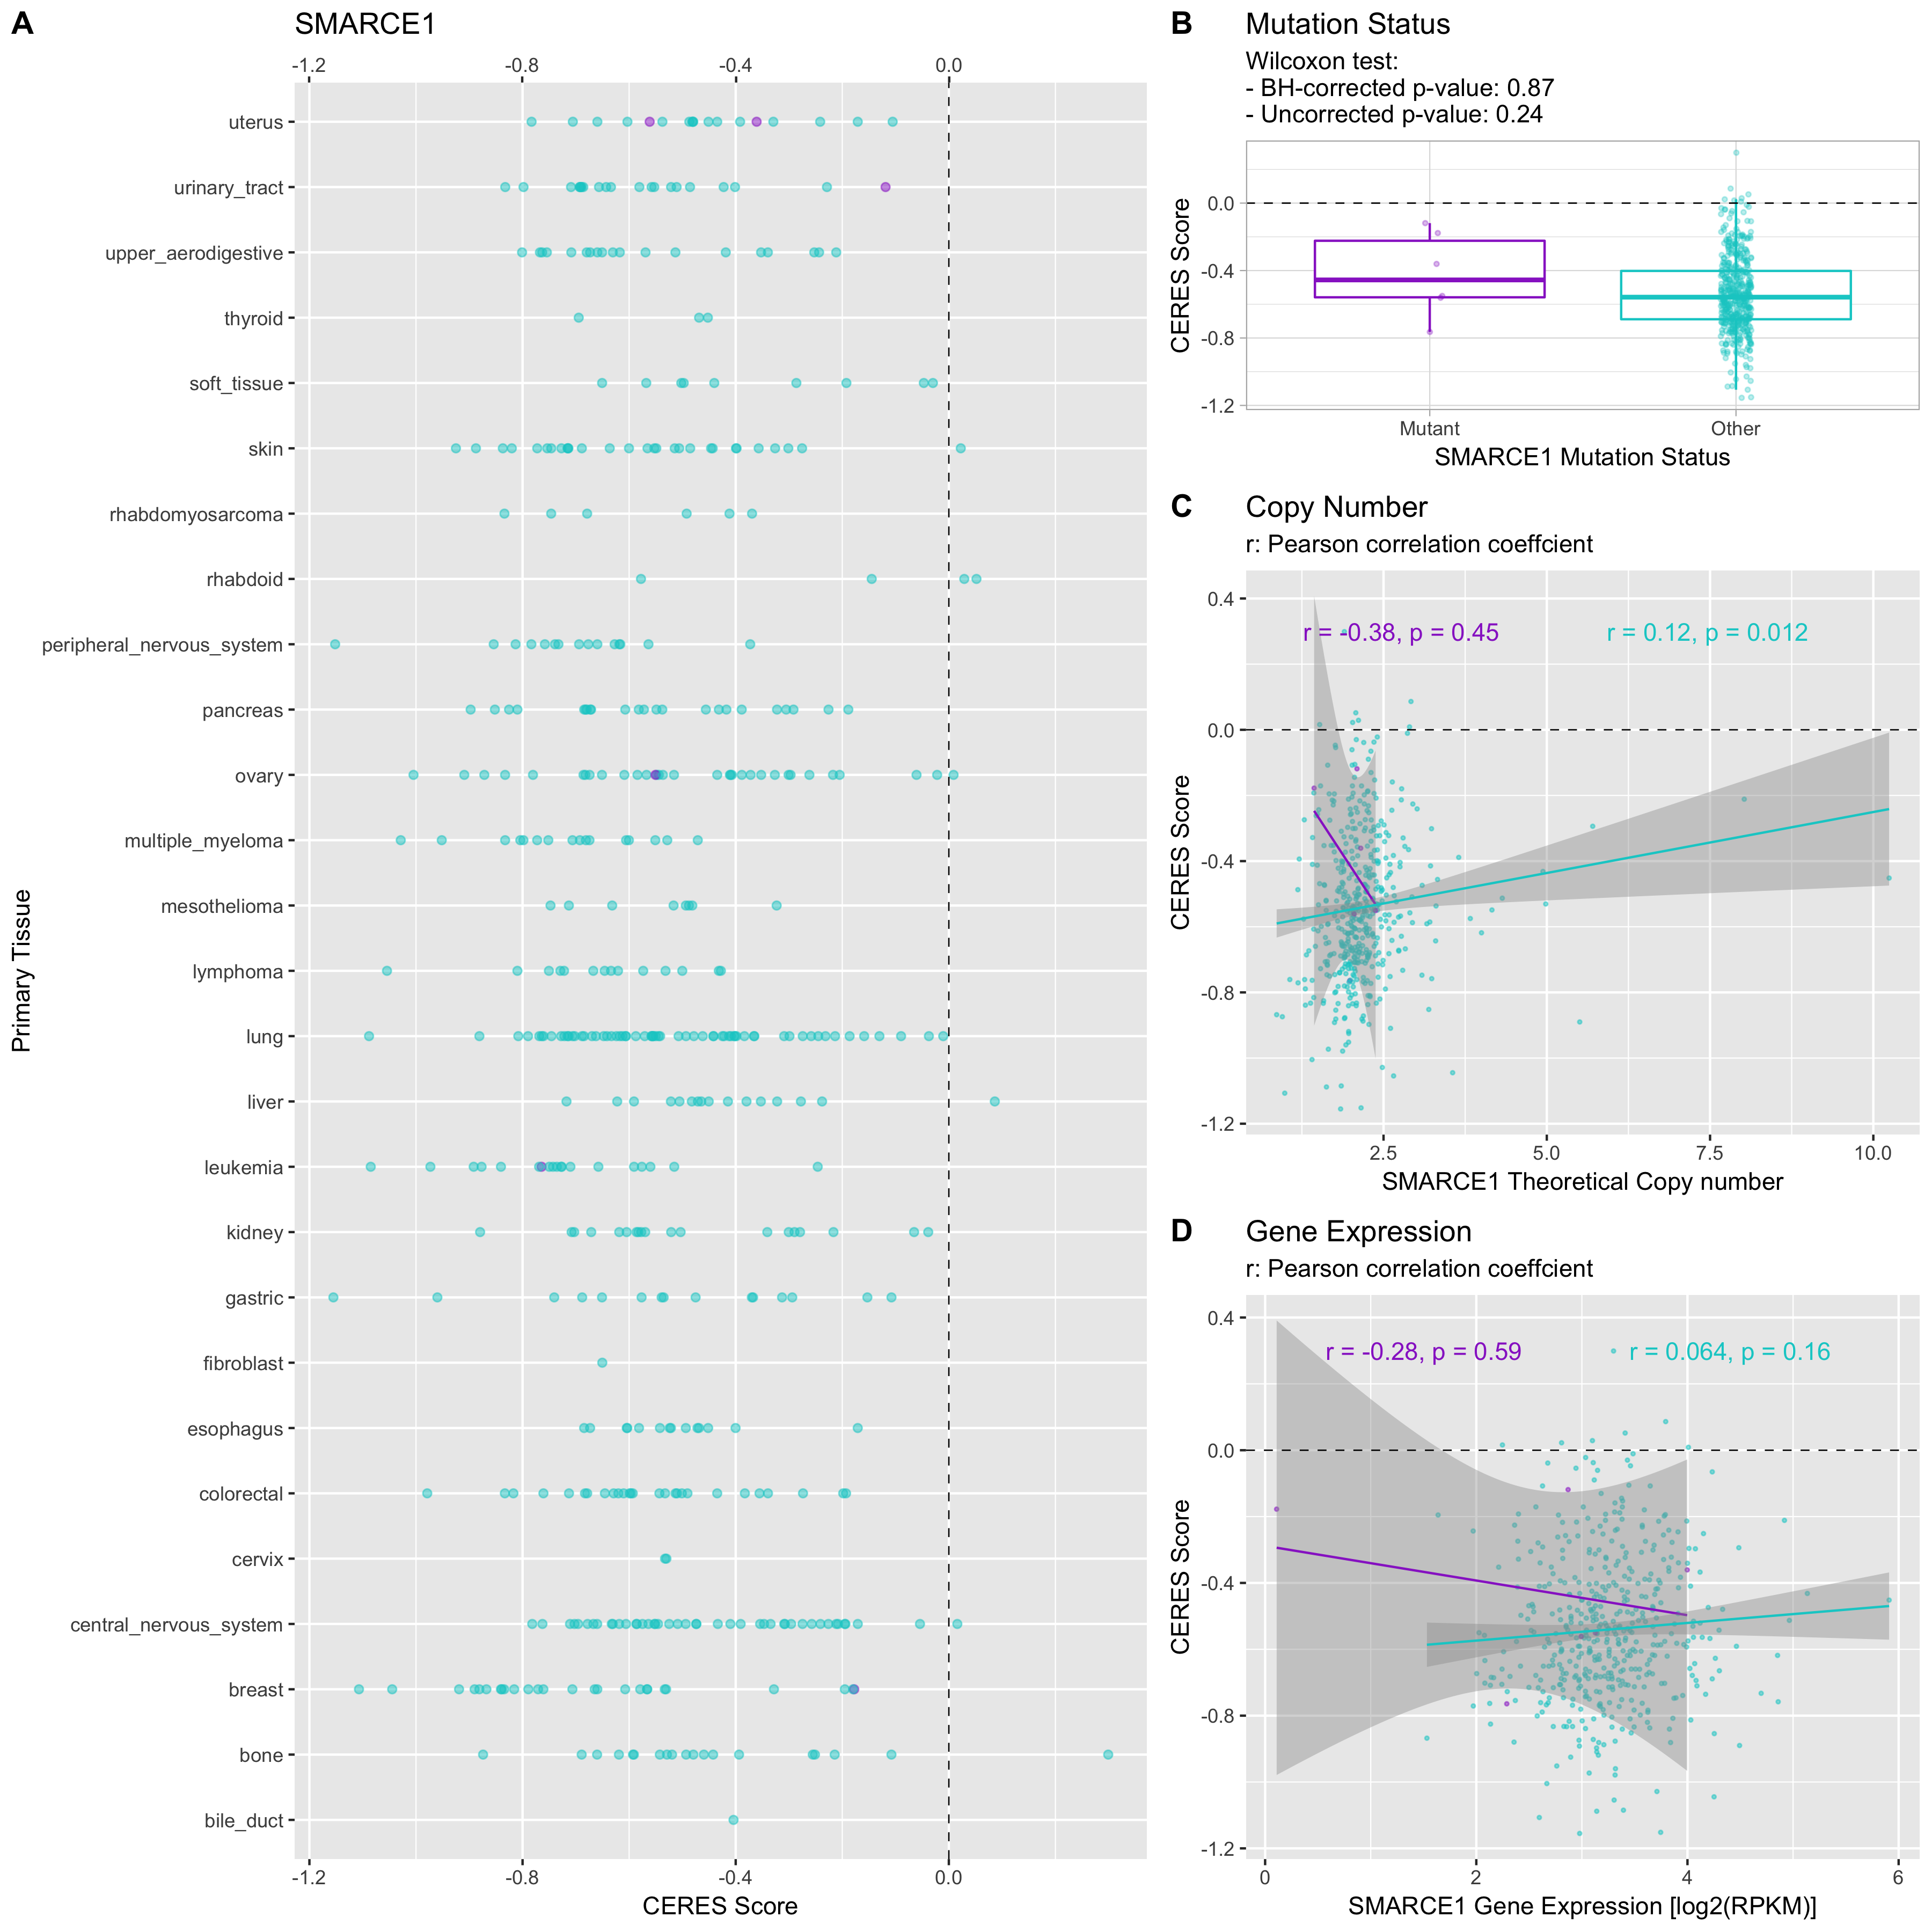 A
SMARCE1
-1.2 -0.8 -0.4 0.0
uterus
urinary_tract
upper_aerodigestive
thyroid
soft_tissue
skin
rhabdomyosarcoma
rhabdoid
peripheral_nervous_system
pancreas
ovary
multiple_myeloma
mesothelioma
lymphoma
lung
liver
leukemia
kidney
gastric
fibroblast
esophagus
colorectal
cervix
central_nervous_system
breast
bone
bile_duct
Primary Tissue
-1.2 -0.8 -0.4 0.0
CERES Score
B
Mutation Status
Wilcoxon test:
- BH-corrected p-value: 0.87
- Uncorrected p-value: 0.24
0.0
-0.4
-0.8
-1.2
CERES Score
Mutant Other
SMARCE1 Mutation Status
C
Copy Number
r: Pearson correlation coeffcient
r = -0.38, p = 0.45
r = 0.12, p = 0.012
0.4
0.0
-0.4
-0.8
-1.2
CERES Score
2.5 5.0 7.5 10.0
SMARCE1 Theoretical Copy number
D
Gene Expression
r: Pearson correlation coeffcient
r = -0.28, p = 0.59
r = 0.064, p = 0.16
0.4
0.0
-0.4
-0.8
-1.2
CERES Score
0 2 4 6
SMARCE1 Gene Expression [log2(RPKM)]